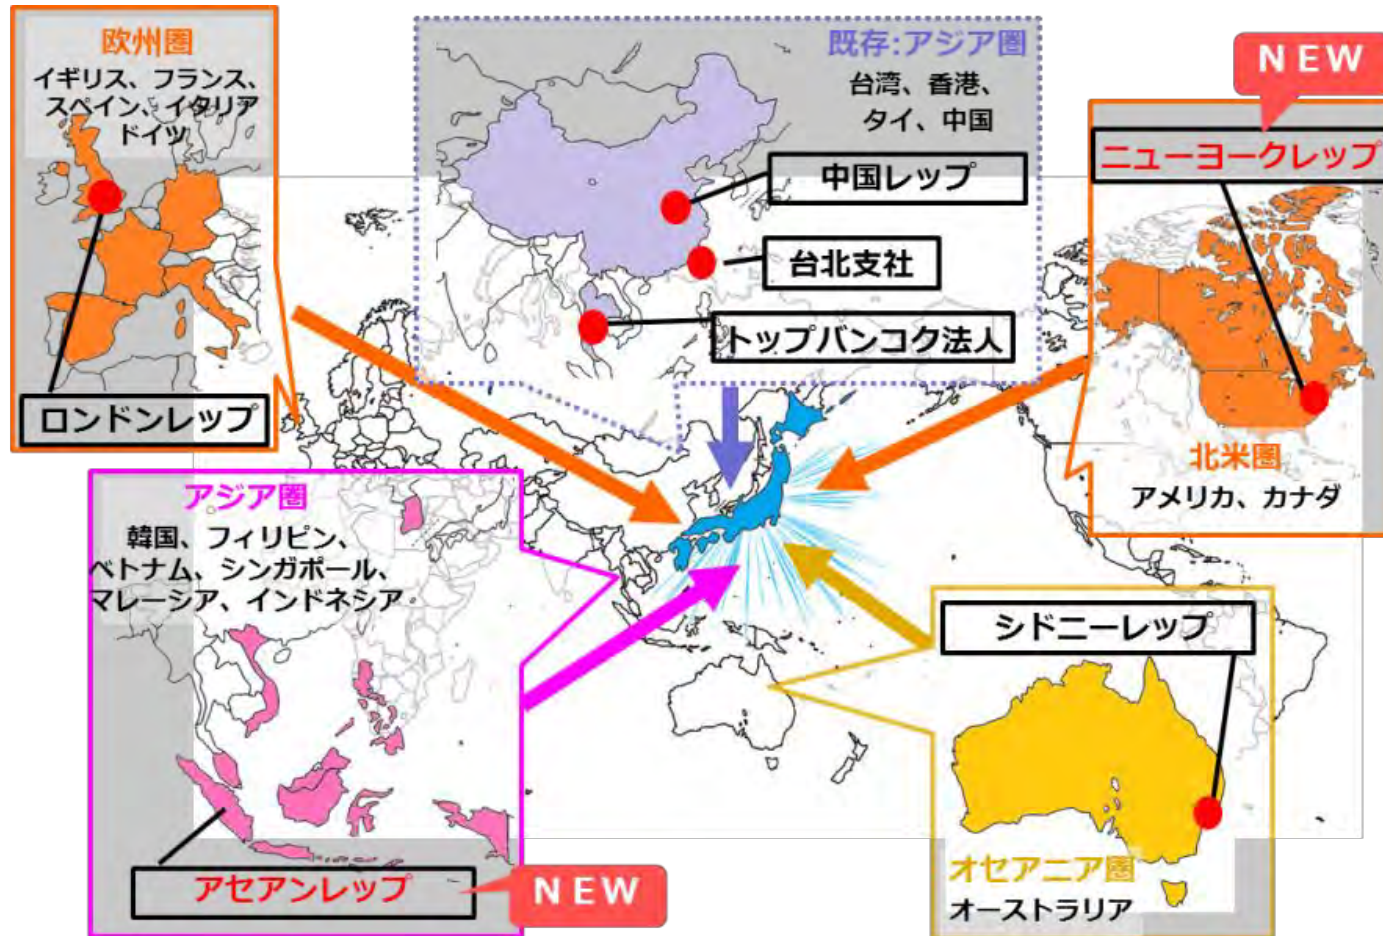 欧州圏
イギリス、フランス、
スペイン、イタリア
ドイツ
ロンドンレップ
既存:アジア圏
台湾、香港、
タイ、中国
中国レップ
台北支社
トップバンコク法人
NEW
ニューヨークレップ
北米圏
アメリカ、カナダ
アジア圏
韓国、フィリピン、
ベトナム、シンガポール、
マレーシア、インドネシア
アセアンレップ
NEW
シドニーレップ
オセアニア圏
オーストラリア